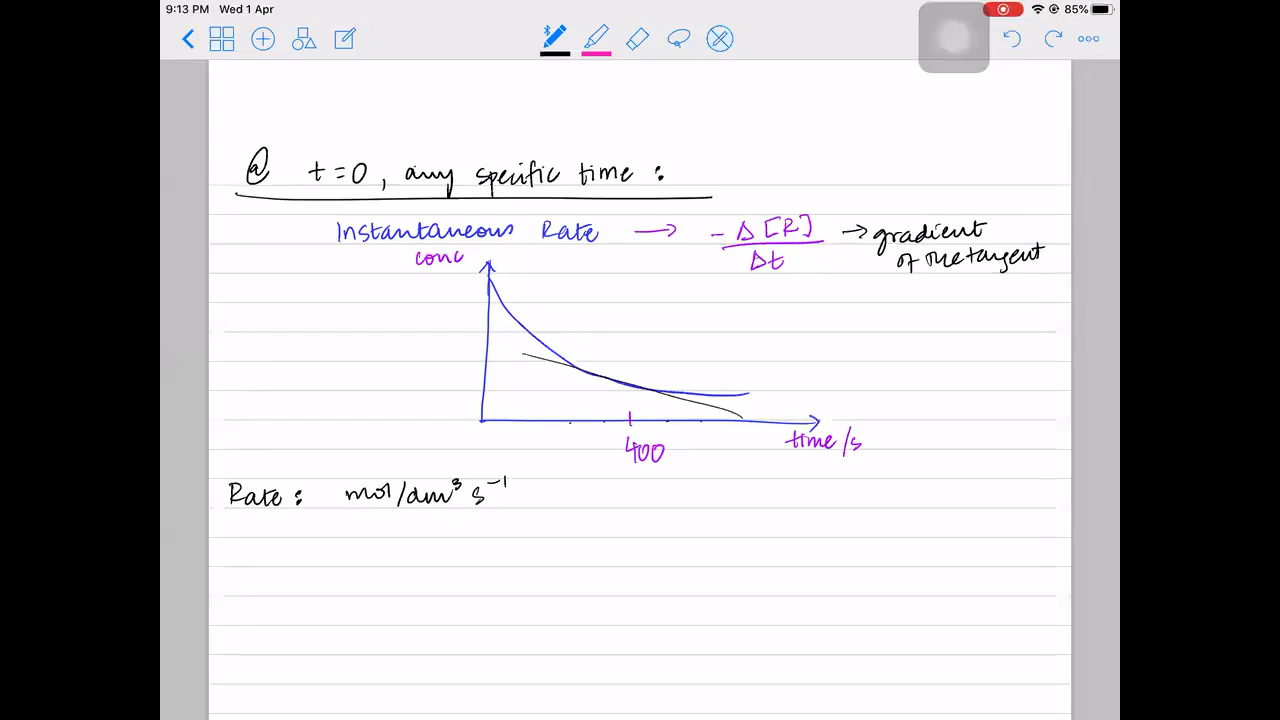 9:13 PM Wed 1 Apr 85%
@ t=0, any specific time:
Instantaneous Rate → -Δ[R]/Δt → gradient
of the tangent
conc
400
time/s
Rate: mol/dm³ s⁻¹